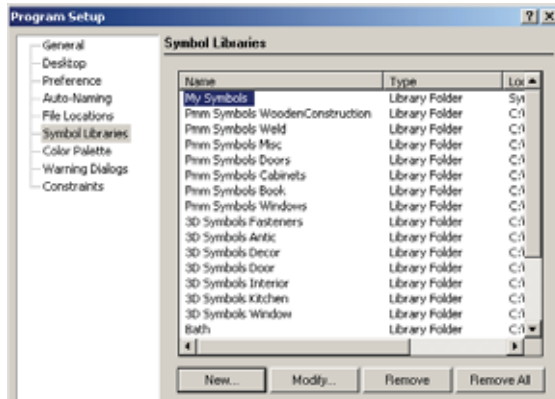 Program Setup
General
Desktop
Preference
Auto-Naming
File Locations
Symbol Libraries
Color Palette
Warning Dialogs
Constraints
Symbol Libraries
Name Type
My Symbols Library Folder
Pmm Symbols WoodenConstruction Library Folder C:\
Pmm Symbols Weld Library Folder C:\
Pmm Symbols Misc Library Folder C:\
Pmm Symbols Doors Library Folder C:\
Pmm Symbols Cabinets Library Folder C:\
Pmm Symbols Book Library Folder C:\
Pmm Symbols Windows Library Folder C:\
3D Symbols Fasteners Library Folder C:\
3D Symbols Antic Library Folder C:\
3D Symbols Decor Library Folder C:\
3D Symbols Door Library Folder C:\
3D Symbols Interior Library Folder C:\
3D Symbols Kitchen Library Folder C:\
3D Symbols Window Library Folder C:\
Bath Library Folder C:\
New... Modify... Remove Remove All